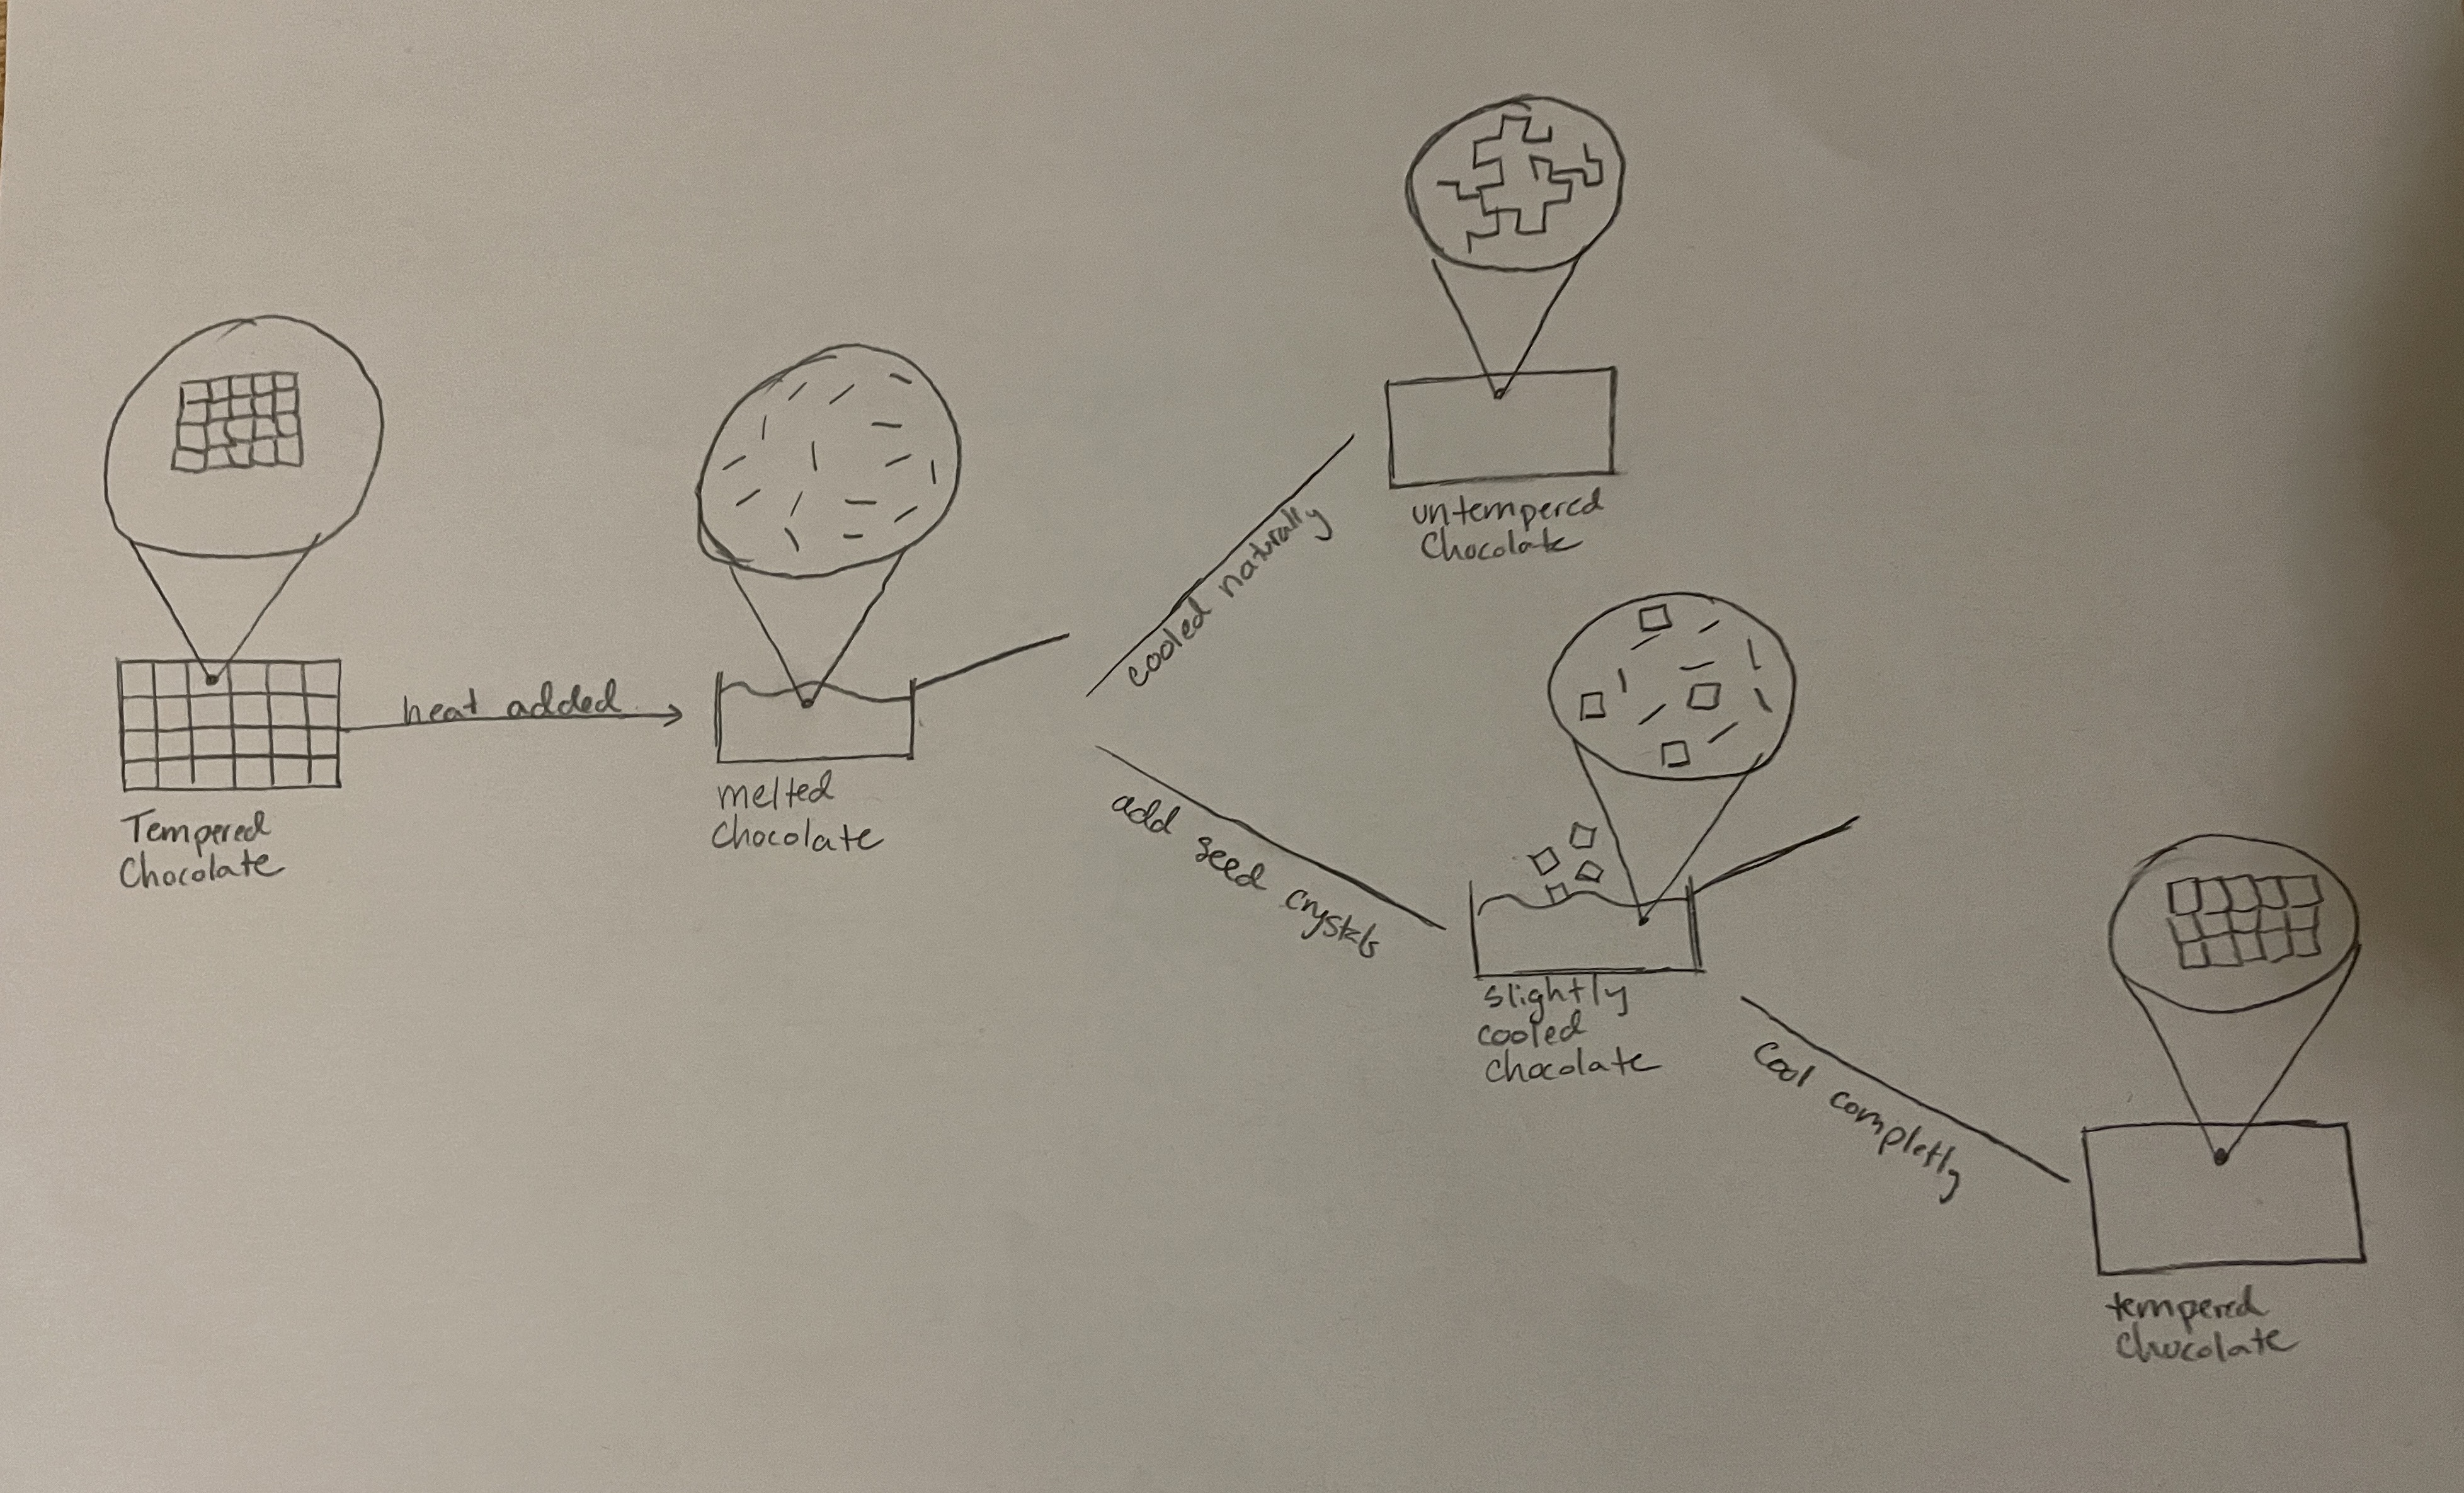 Tempered
Chocolate
heat added
melted
chocolate
cooled naturally
untempered
Chocolate
add seed crystals
slightly
cooled
chocolate
Cool completly
tempered
Chocolate